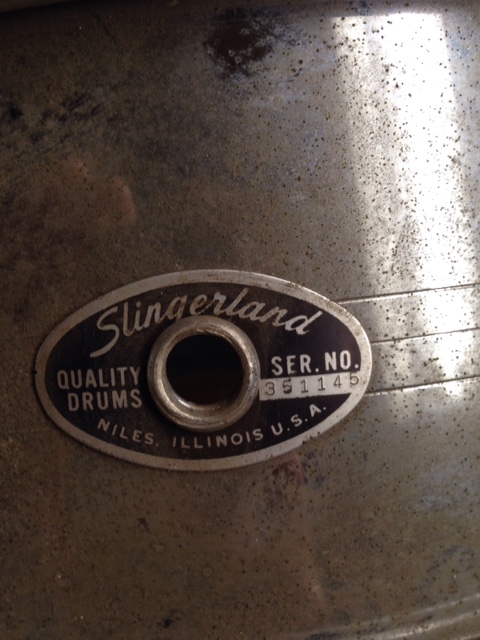 Slingerland
QUALITY
DRUMS
SER. NO.
351145
NILES, ILLINOIS U.S.A.